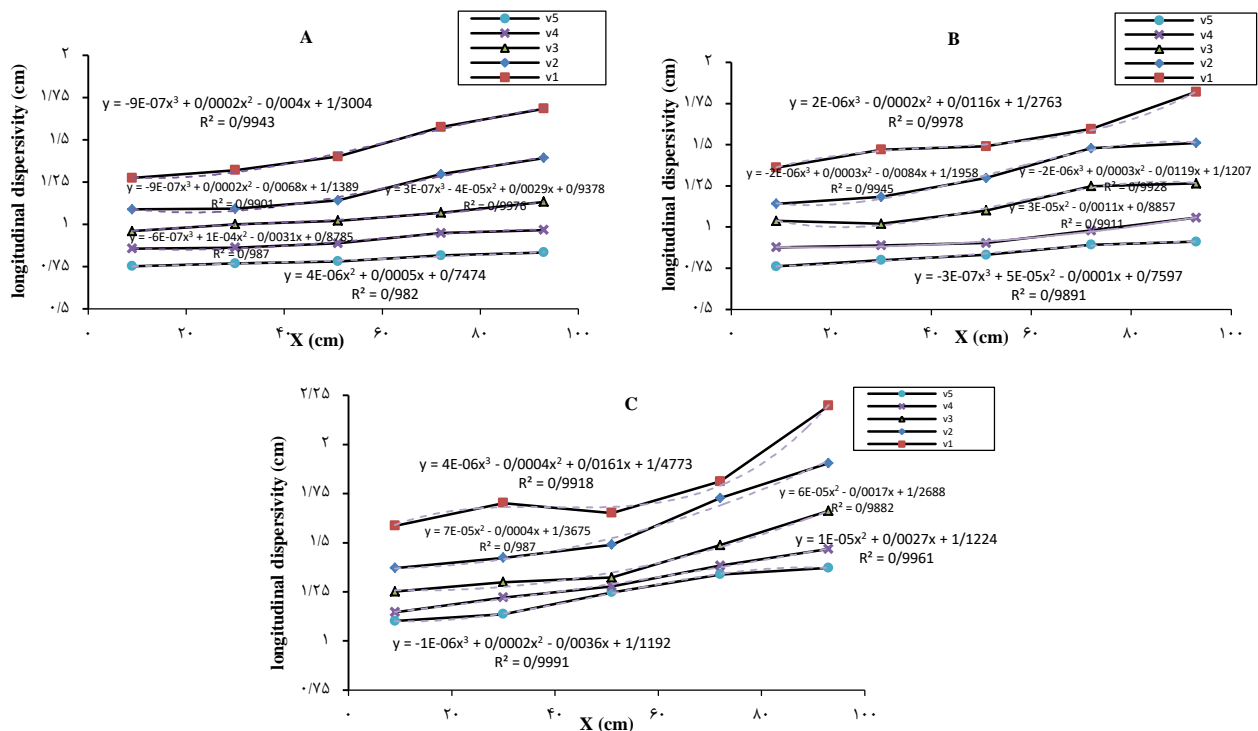 A
v5
v4
v3
v2
v1
longitudinal dispersivity (cm)
۲
۱/۷۵
۱/۵
۱/۲۵
۱
۰/۷۵
۰/۵
y = -9E-07x³ + 0/0002x² - 0/004x + 1/3004
R² = 0/9943
y = -9E-07x³ + 0/0002x² - 0/0068x + 1/1389
R² = 0/9901
y = 3E-07x³ - 4E-05x² + 0/0029x + 0/9378
R² = 0/9976
y = -6E-07x³ + 1E-04x² - 0/0031x + 0/8785
R² = 0/987
y = 4E-06x² + 0/0005x + 0/7474
R² = 0/982
۰ ۲۰ ۴۰ ۶۰ ۸۰ ۱۰۰
X (cm)
B
v5
v4
v3
v2
v1
longitudinal dispersivity (cm)
۲
۱/۷۵
۱/۵
۱/۲۵
۱
۰/۷۵
۰/۵
y = 2E-06x³ - 0/0002x² + 0/0116x + 1/2763
R² = 0/9978
y = -2E-06x³ + 0/0003x² - 0/0084x + 1/1958
R² = 0/9945
y = -2E-06x³ + 0/0003x² - 0/0119x + 1/1207
R² = 0/9928
y = 3E-05x² - 0/0011x + 0/8857
R² = 0/9911
y = -3E-07x³ + 5E-05x² - 0/0001x + 0/7597
R² = 0/9891
۰ ۲۰ ۴۰ ۶۰ ۸۰ ۱۰۰
X (cm)
C
v5
v4
v3
v2
v1
longitudinal dispersivity (cm)
۲/۲۵
۲
۱/۷۵
۱/۵
۱/۲۵
۱
۰/۷۵
y = 4E-06x³ - 0/0004x² + 0/0161x + 1/4773
R² = 0/9918
y = 7E-05x² - 0/0004x + 1/3675
R² = 0/987
y = 6E-05x² - 0/0017x + 1/2688
R² = 0/9882
y = 1E-05x² + 0/0027x + 1/1224
R² = 0/9961
y = -1E-06x³ + 0/0002x² - 0/0036x + 1/1192
R² = 0/9991
۰ ۲۰ ۴۰ ۶۰ ۸۰ ۱۰۰
X (cm)